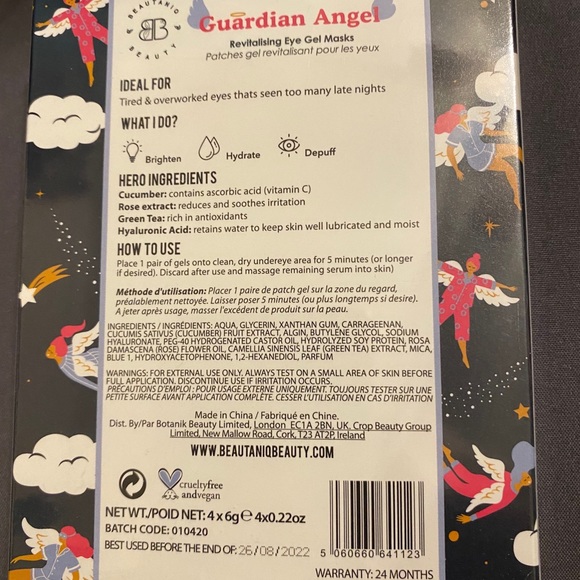 BEAUTANIQ
BB
BEAUTY
Guardian Angel
Revitalising Eye Gel Masks
Patches gel revitalisant pour les yeux
IDEAL FOR
Tired & overworked eyes thats seen too many late nights
WHAT I DO?
Brighten
Hydrate
Depuff
HERO INGREDIENTS
Cucumber: contains ascorbic acid (vitamin C)
Rose extract: reduces and soothes irritation
Green Tea: rich in antioxidants
Hyaluronic Acid: retains water to keep skin well lubricated and moist
HOW TO USE
Place 1 pair of gels onto clean, dry undereye area for 5 minutes (or longer
if desired). Discard after use and massage remaining serum into skin)
Méthode d'utilisation: Placer 1 paire de patch gel sur la zone du regard,
préalablement nettoyée. Laisser poser 5 minutes (ou plus longtemps si desiré).
A jeter après usage, masser l'excédent de produit sur la peau.
INGREDIENTS / INGRÉDIENTS: AQUA, GLYCERIN, XANTHAN GUM, CARRAGEENAN,
CUCUMIS SATIVUS (CUCUMBER) FRUIT EXTRACT, ALGIN, BUTYLENE GLYCOL, SODIUM
HYALURONATE, PEG-40 HYDROGENATED CASTOR OIL, HYDROLYZED SOY PROTEIN, ROSA
DAMASCENA (ROSE) FLOWER OIL, CAMELLIA SINENSIS LEAF (GREEN TEA) EXTRACT, MICA,
BLUE 1, HYDROXYACETOPHENONE, 1,2-HEXANEDIOL, PARFUM
WARNINGS: FOR EXTERNAL USE ONLY. ALWAYS TEST ON A SMALL AREA OF SKIN BEFORE
FULL APPLICATION. DISCONTINUE USE IF IRRITATION OCCURS.
PRÉCAUTIONS D'EMPLOI : POUR USAGE EXTERNE UNIQUEMENT. TOUJOURS TESTER SUR UNE
PETITE SURFACE AVANT APPLICATION COMPLÈTE. CESSER L'UTILISATION EN CAS D'IRRITATION
Made in China / Fabriqué en Chine.
Dist. By/Par Botanik Beauty Limited, London EC1A 2BN, UK. Crop Beauty Group
Limited, New Mallow Road, Cork, T23 AT2P, Ireland
WWW.BEAUTANIQBEAUTY.COM
crueltyfree
andvegan
NET WT./POID NET: 4 x 6g ℮ 4x0.22oz
BATCH CODE: 010420
BEST USED BEFORE THE END OF: 26/08/2022
5 060660 641123
WARRANTY: 24 MONTHS